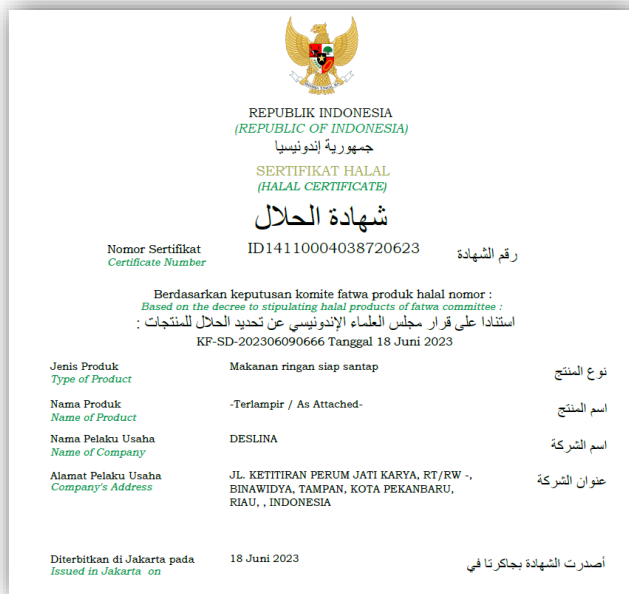 REPUBLIK INDONESIA
(REPUBLIC OF INDONESIA)
جمهورية إندونيسيا
SERTIFIKAT HALAL
(HALAL CERTIFICATE)
شهادة الحلال
Nomor Sertifikat ID14110004038720623 رقم الشهادة
Certificate Number
Berdasarkan keputusan komite fatwa produk halal nomor :
Based on the decree to stipulating halal products of fatwa committee :
استنادا على قرار مجلس العلماء الإندونيسي عن تحديد الحلال للمنتجات :
KF-SD-202306090666 Tanggal 18 Juni 2023
Jenis Produk Makanan ringan siap santap نوع المنتج
Type of Product
Nama Produk -Terlampir / As Attached- اسم المنتج
Name of Product
Nama Pelaku Usaha DESLINA اسم الشركة
Name of Company
Alamat Pelaku Usaha JL. KETITIRAN PERUM JATI KARYA, RT/RW -, عنوان الشركة
Company's Address BINAWIDYA, TAMPAN, KOTA PEKANBARU,
RIAU, , INDONESIA
Diterbitkan di Jakarta pada 18 Juni 2023 أصدرت الشهادة بجاكرتا في
Issued in Jakarta on